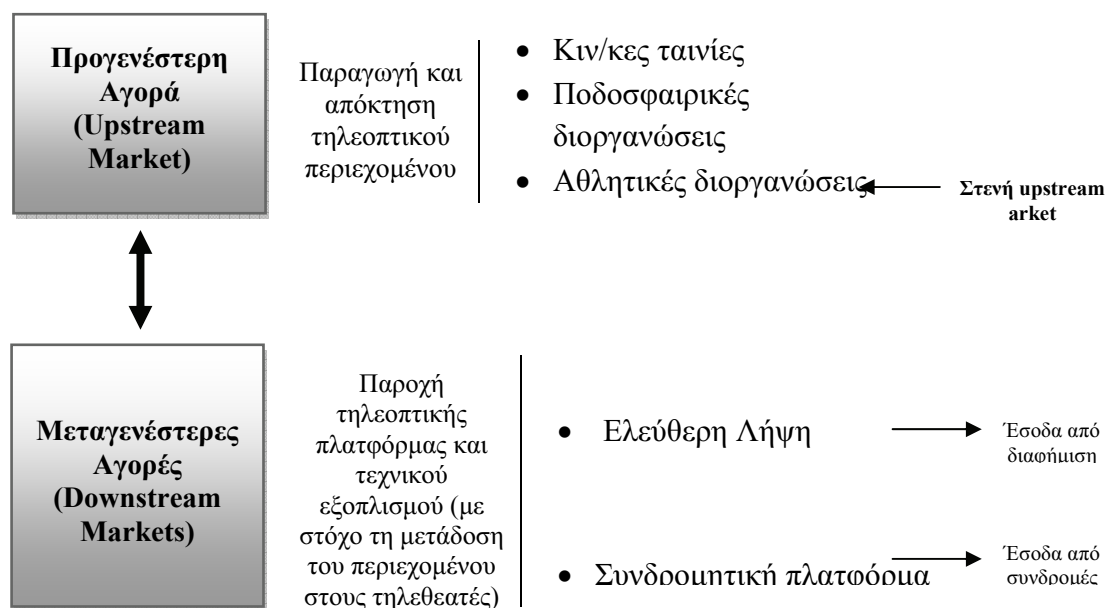 Προγενέστερη
Αγορά
(Upstream
Market)
Παραγωγή και
απόκτηση
τηλεοπτικού
περιεχομένου
• Κιν/κες ταινίες
• Ποδοσφαιρικές
διοργανώσεις
• Αθλητικές διοργανώσεις
Στενή upstream
arket
Μεταγενέστερες
Αγορές
(Downstream
Markets)
Παροχή
τηλεοπτικής
πλατφόρμας και
τεχνικού
εξοπλισμού (με
στόχο τη μετάδοση
του περιεχομένου
στους τηλεθεατές)
• Ελεύθερη Λήψη
Έσοδα από
διαφήμιση
• Συνδρομητική πλατφόρμα
Έσοδα από
συνδρομές